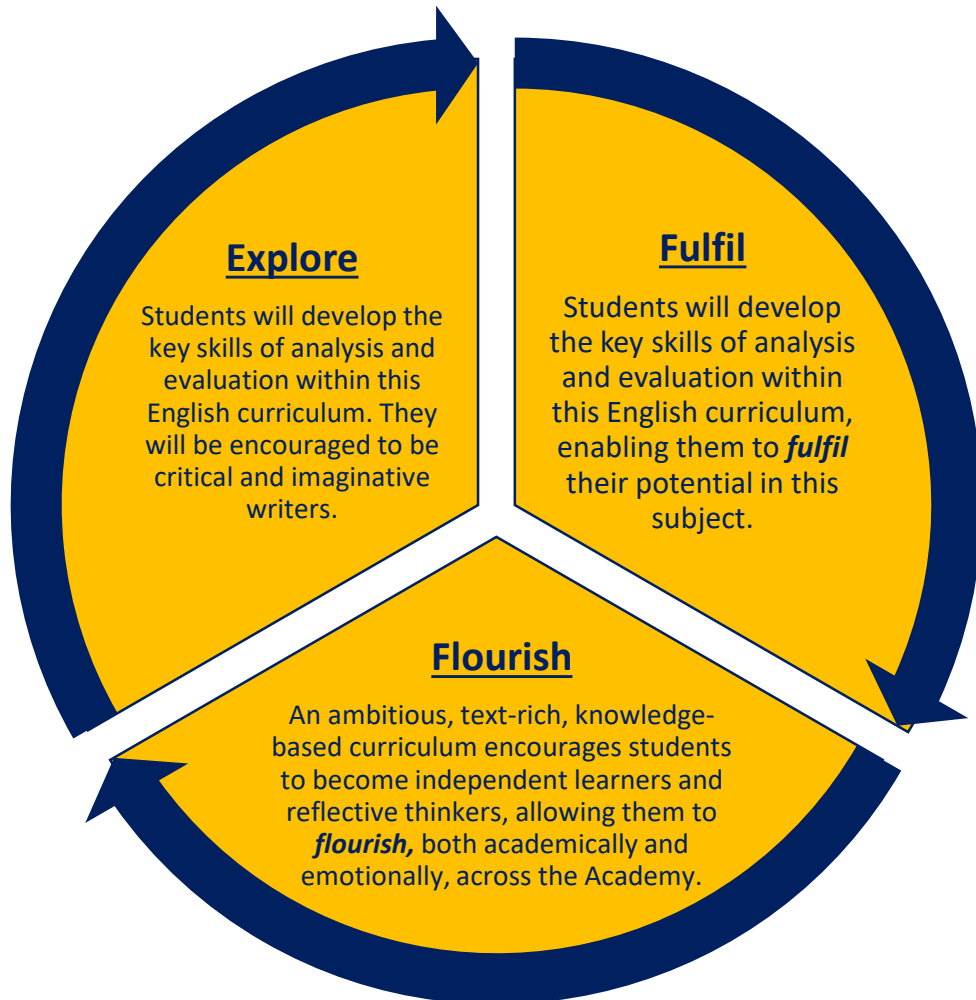 Explore
Students will develop the
key skills of analysis and
evaluation within this
English curriculum. They
will be encouraged to be
critical and imaginative
writers.
Fulfil
Students will develop
the key skills of analysis
and evaluation within
this English curriculum,
enabling them to fulfil
their potential in this
subject.
Flourish
An ambitious, text-rich, knowledge-
based curriculum encourages students
to become independent learners and
reflective thinkers, allowing them to
flourish, both academically and
emotionally, across the Academy.